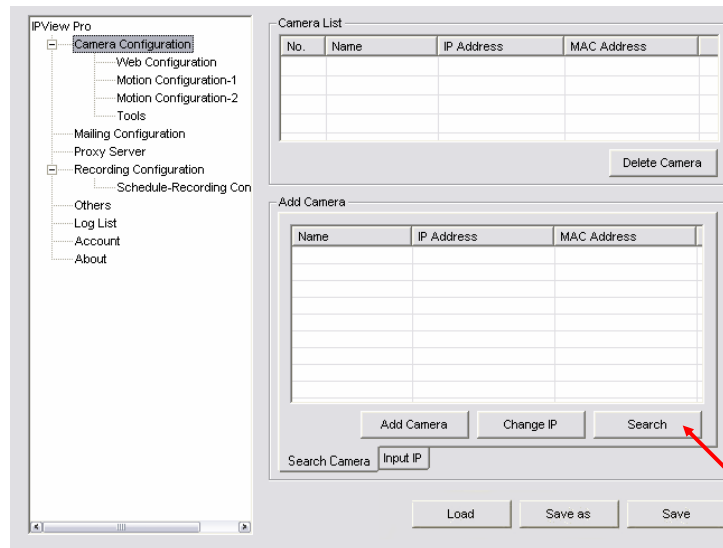 IPView Pro
Camera Configuration
Web Configuration
Motion Configuration-1
Motion Configuration-2
Tools
Mailing Configuration
Proxy Server
Recording Configuration
Schedule-Recording Con
Others
Log List
Account
About
Camera List
No. Name IP Address MAC Address
Delete Camera
Add Camera
Name IP Address MAC Address
Add Camera Change IP Search
Search Camera Input IP
Load Save as Save